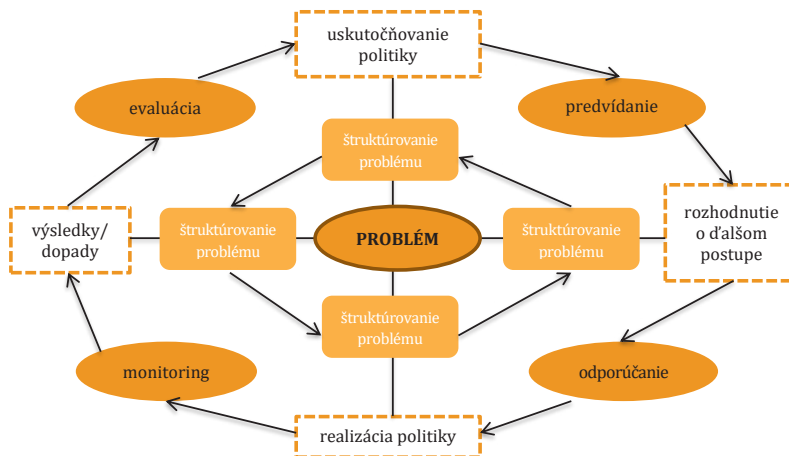 uskutočňovanie
politiky
evaluácia
predvídanie
štruktúrovanie
problému
výsledky/
dopady
štruktúrovanie
problému
PROBLÉM
štruktúrovanie
problému
rozhodnutie
o ďalšom
postupe
štruktúrovanie
problému
monitoring
odporúčanie
realizácia politiky